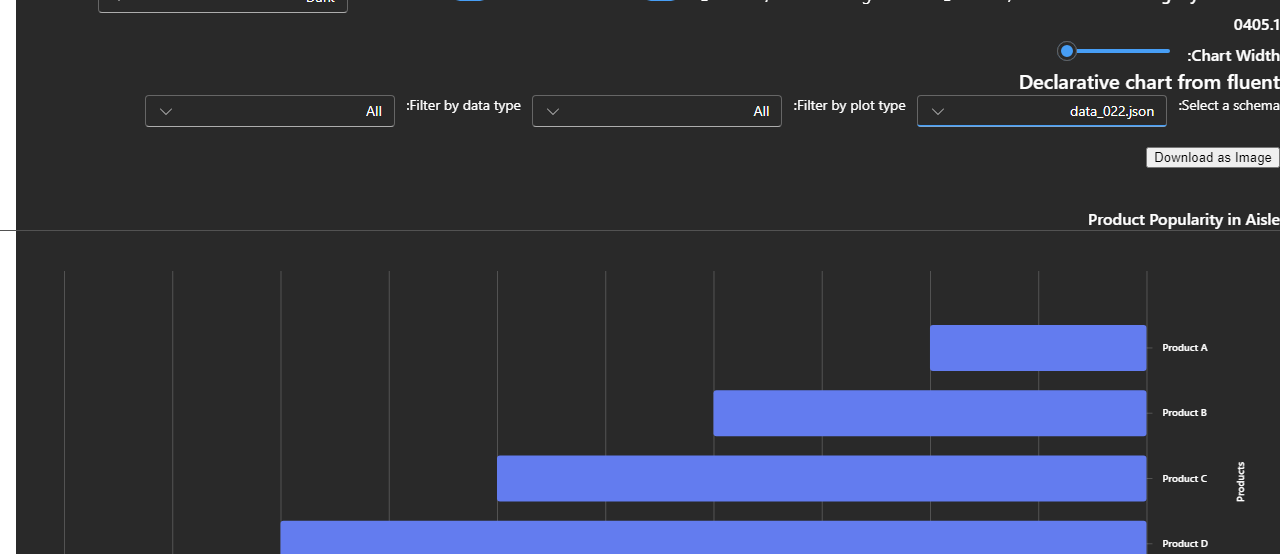 0405.1
:Chart Width
Declarative chart from fluent
:Select a schema
data_022.json
:Filter by plot type
All
:Filter by data type
All
Download as Image
Product Popularity in Aisle
Product A
Product B
Product C
Product D
Products